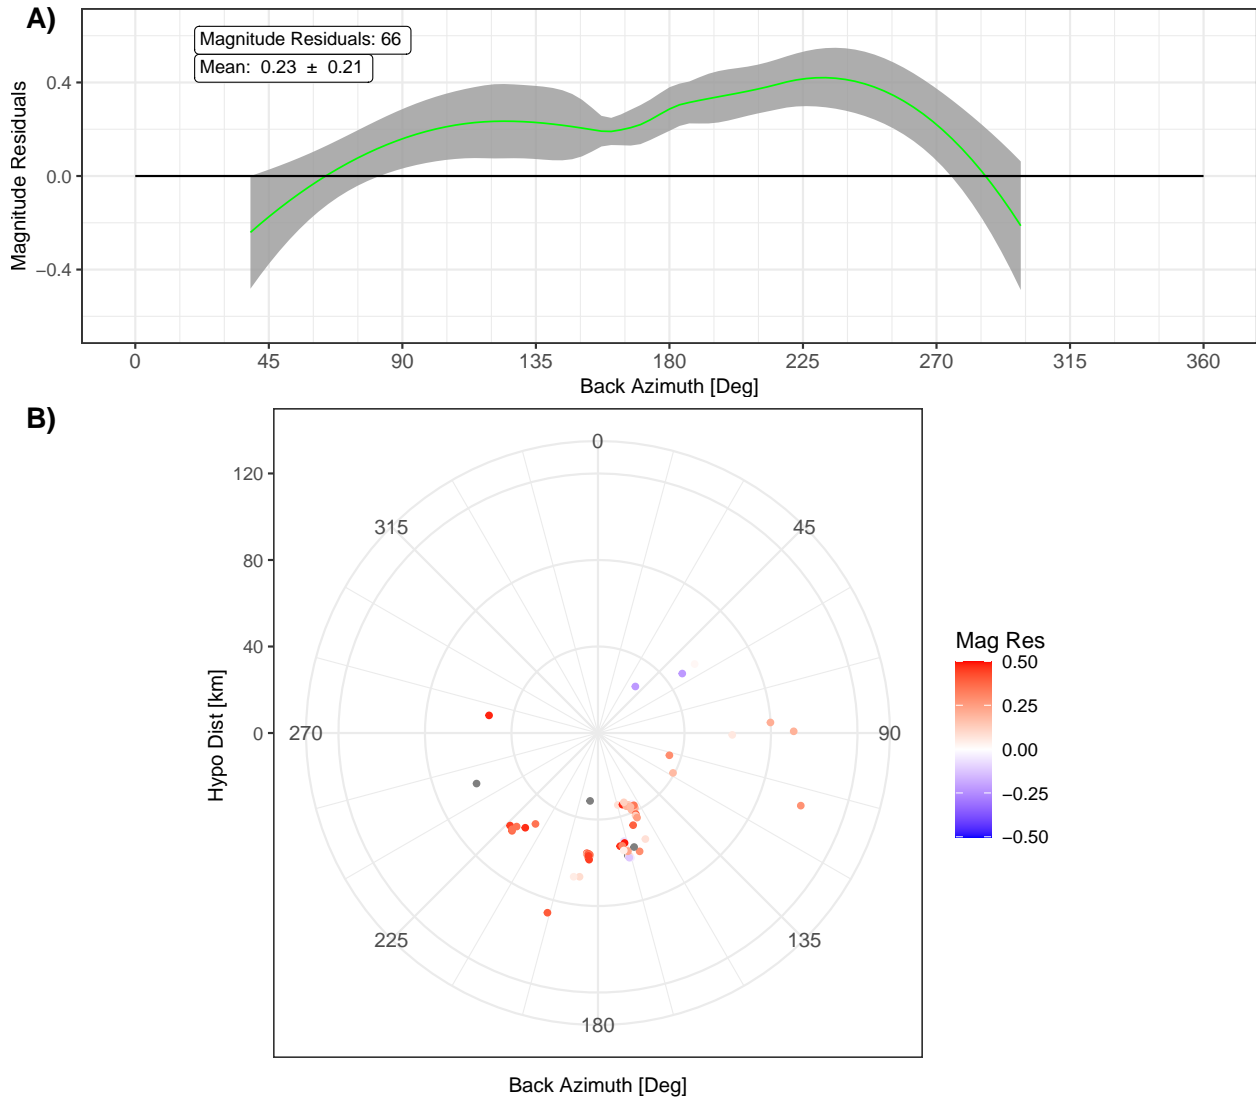 A)
Magnitude Residuals: 66
Mean:  0.23  ±  0.21
0.4
0.0
−0.4
Magnitude Residuals
0 45 90 135 180 225 270 315 360
Back Azimuth [Deg]
B)
120
80
40
0
Hypo Dist [km]
0
45
90
135
180
225
270
315
Back Azimuth [Deg]
Mag Res
0.50
0.25
0.00
−0.25
−0.50